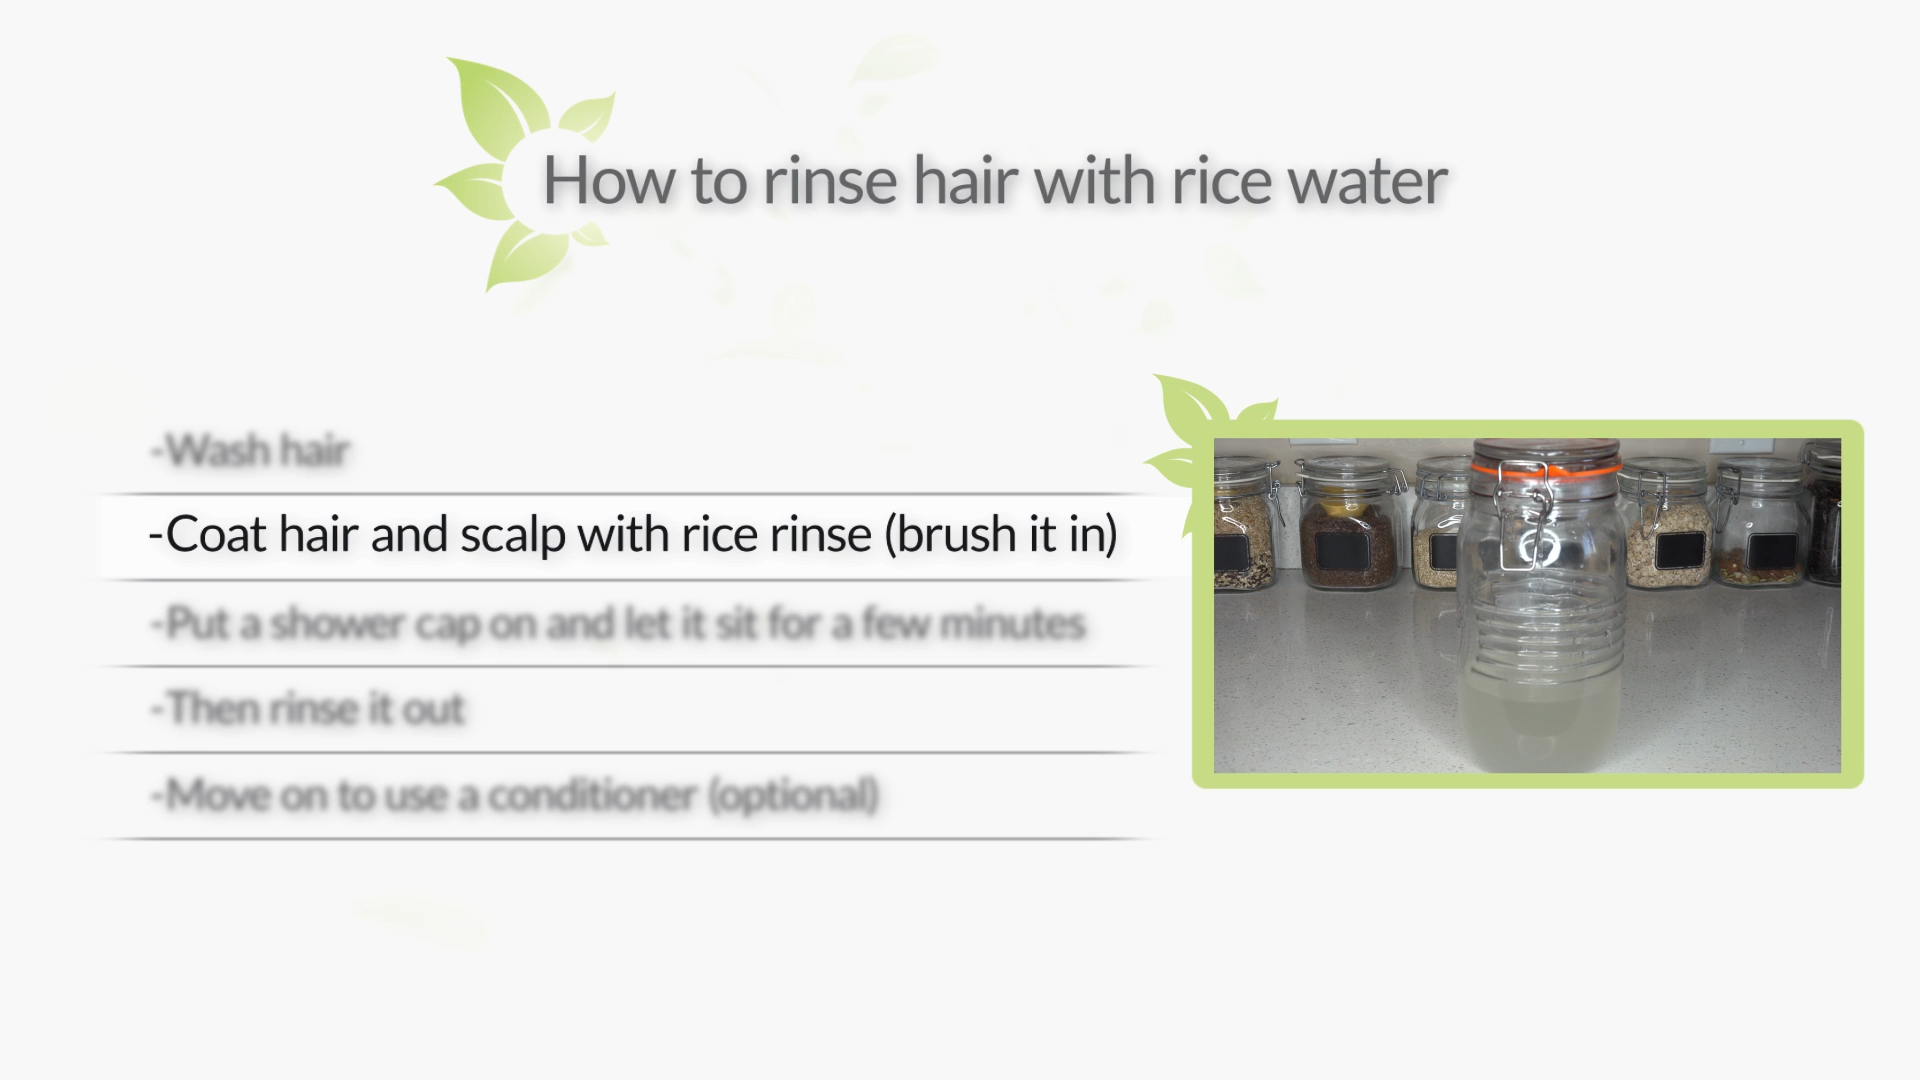 How to rinse hair with rice water
-Wash hair
-Coat hair and scalp with rice rinse (brush it in)
-Put a shower cap on and let it sit for a few minutes
-Then rinse it out
-Move on to use a conditioner (optional)